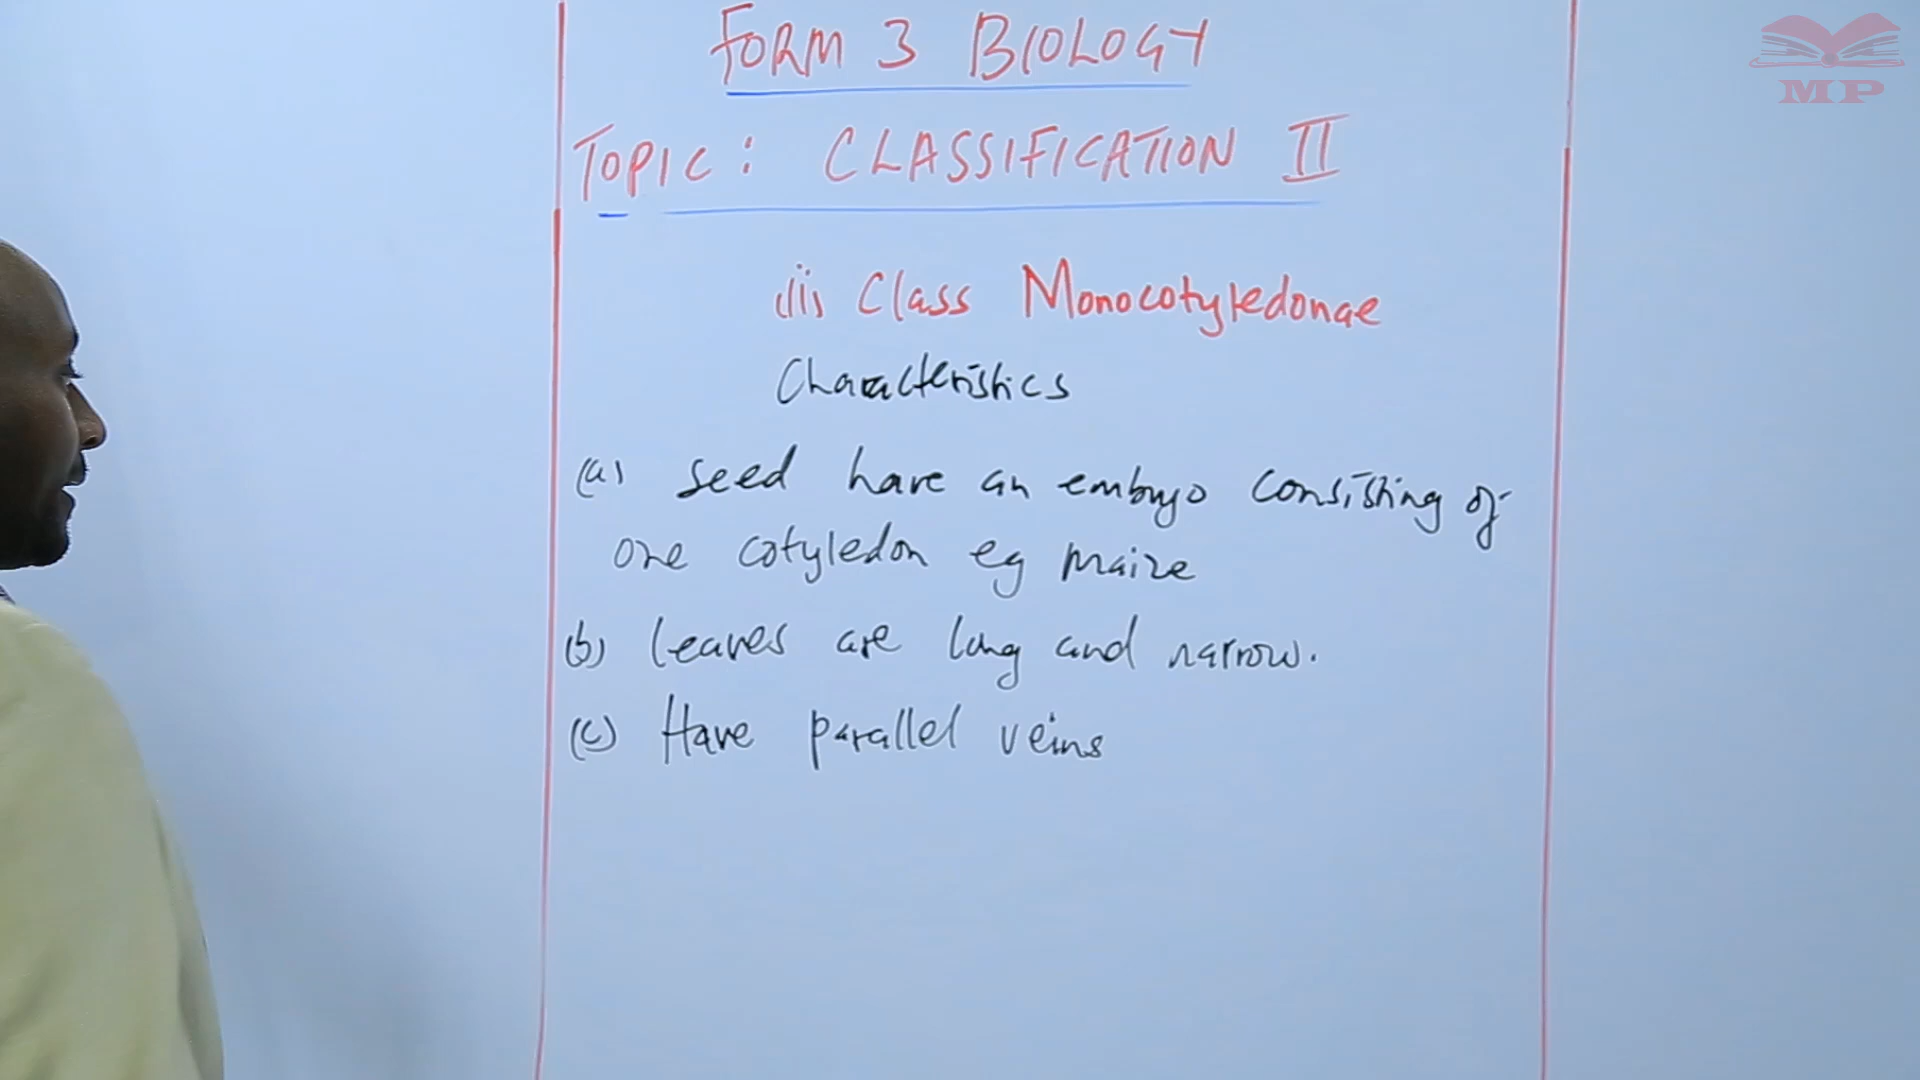 FORM 3 BIOLOGY
MP
TOPIC: CLASSIFICATION II
(ii) Class Monocotyledonae
Characteristics
(a) Seed have an embryo consisting of
one cotyledon eg maize
(b) Leaves are long and narrow.
(c) Have parallel veins